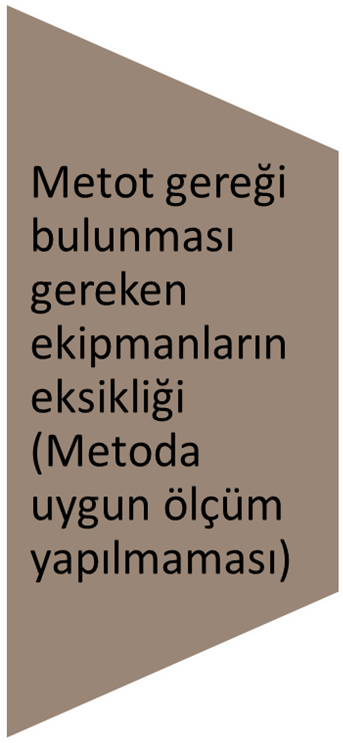 Metot gereği
bulunması
gereken
ekipmanların
eksikliği
(Metoda
uygun ölçüm
yapılmaması)